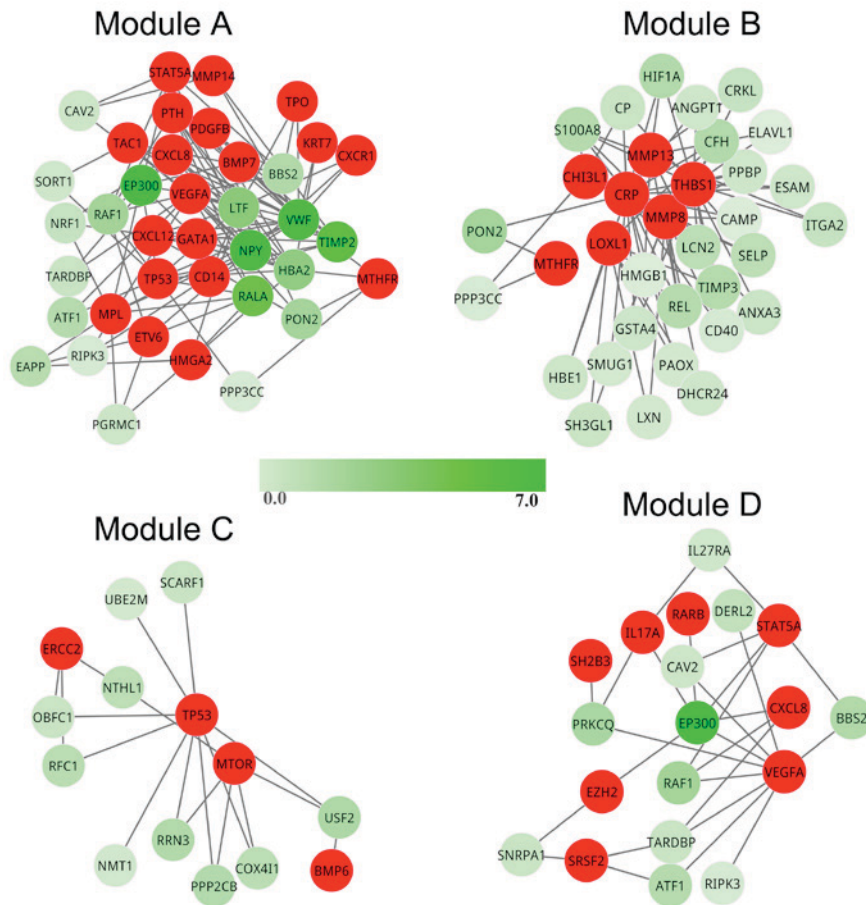 Module A
Module B
STAT5A
MMP14
CAV2
TPO
PTH
PDGFB
TAC1
CXCL8
KRT7
BMP7
CXCR1
BBS2
SORT1
EP300
VEGFA
RAF1
LTF
NRF1
VWF
CXCL12
GATA1
TIMP2
NPY
TARDBP
TP53
CD14
HBA2
MTHFR
RALA
ATF1
MPL
PON2
ETV6
RIPK3
EAPP
HMGA2
PPP3CC
PGRMC1
HIF1A
CRKL
CP
ANGPT1
S100A8
ELAVL1
CFH
MMP13
PPBP
CHI3L1
CRP
THBS1
ESAM
MMP8
CAMP
ITGA2
PON2
LOXL1
LCN2
SELP
MTHFR
HMGB1
TIMP3
PPP3CC
REL
ANXA3
GSTA4
CD40
SMUG1
PAOX
HBE1
DHCR24
SH3GL1
LXN
0.0
7.0
Module C
Module D
SCARF1
UBE2M
ERCC2
NTHL1
OBFC1
TP53
RFC1
MTOR
USF2
RRN3
NMT1
COX4I1
BMP6
PPP2CB
IL27RA
RARB
DERL2
IL17A
STAT5A
SH2B3
CAV2
CXCL8
PRKCQ
EP300
BBS2
VEGFA
RAF1
EZH2
TARDBP
SNRPA1
SRSF2
ATF1
RIPK3